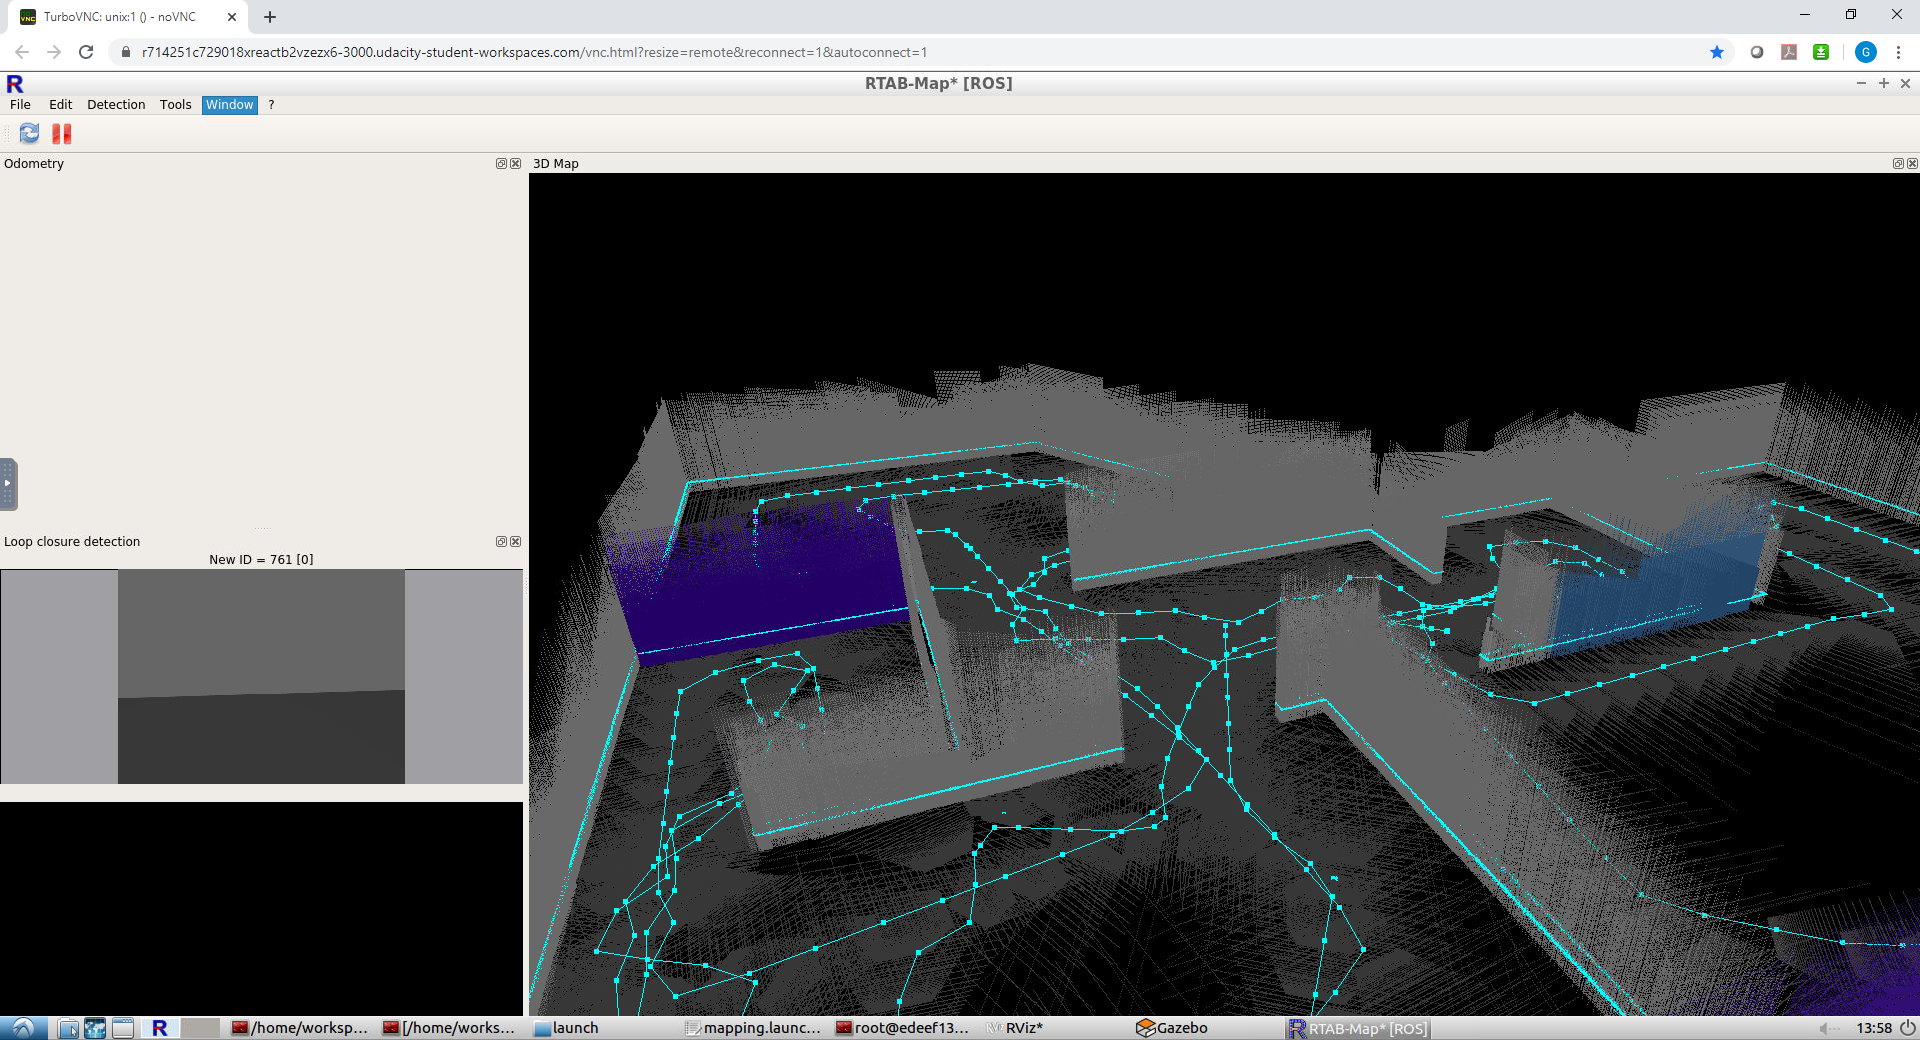 TurboVNC: unix:1 () - noVNC
r714251c729018xreactb2vzezx6-3000.udacity-student-workspaces.com/vnc.html?resize=remote&reconnect=1&autoconnect=1
G
R RTAB-Map* [ROS]
File Edit Detection Tools Window ?
Odometry
3D Map
Loop closure detection
New ID = 761 [0]
R /home/worksp... [/home/works... launch mapping.launc... root@edeef13... RViz* Gazebo RTAB-Map* [ROS] 13:58